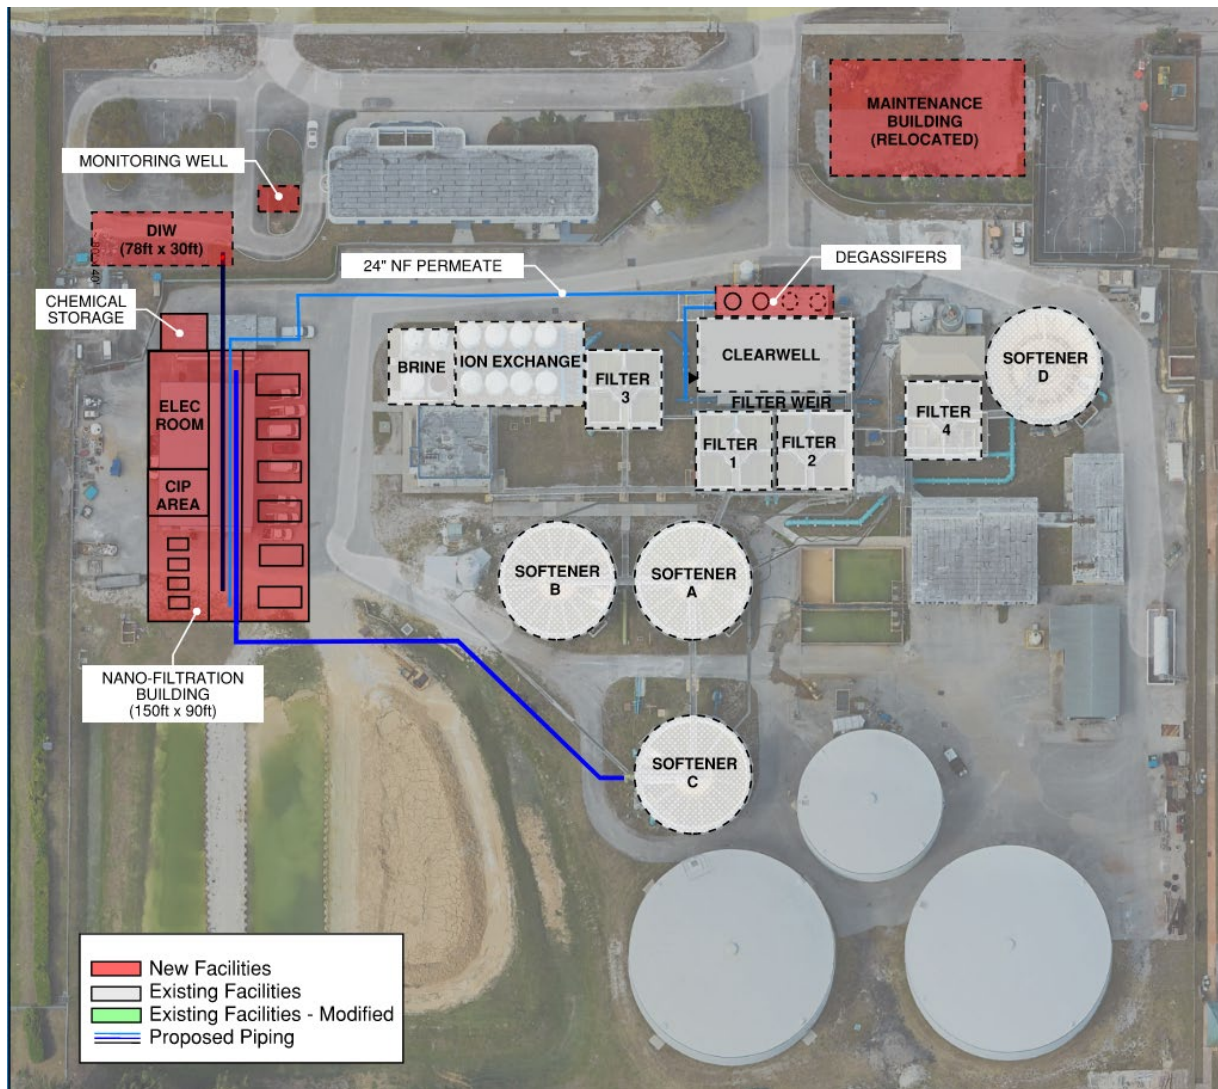 MAINTENANCE
BUILDING
(RELOCATED)
MONITORING WELL
DIW
(78ft x 30ft)
24" NF PERMEATE
DEGASSIFERS
CHEMICAL
STORAGE
BRINE
ION EXCHANGE
FILTER
3
CLEARWELL
SOFTENER
D
FILTER WEIR
ELEC
ROOM
FILTER
1
FILTER
2
FILTER
4
CIP
AREA
SOFTENER
B
SOFTENER
A
NANO-FILTRATION
BUILDING
(150ft x 90ft)
SOFTENER
C
New Facilities
Existing Facilities
Existing Facilities - Modified
Proposed Piping